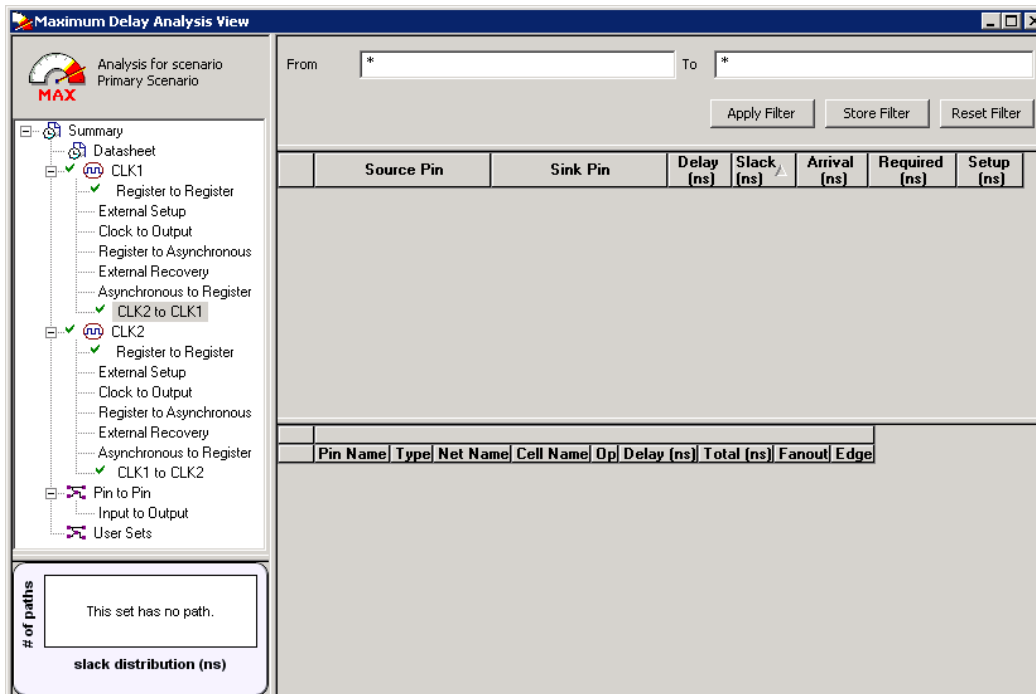 Maximum Delay Analysis View
Analysis for scenario
Primary Scenario
MAX
Summary
Datasheet
CLK1
Register to Register
External Setup
Clock to Output
Register to Asynchronous
External Recovery
Asynchronous to Register
CLK2 to CLK1
CLK2
Register to Register
External Setup
Clock to Output
Register to Asynchronous
External Recovery
Asynchronous to Register
CLK1 to CLK2
Pin to Pin
Input to Output
User Sets
# of paths
This set has no path.
slack distribution (ns)
From * To *
Apply Filter Store Filter Reset Filter
Source Pin Sink Pin Delay (ns) Slack (ns) Arrival (ns) Required (ns) Setup (ns)
Pin Name Type Net Name Cell Name Op Delay (ns) Total (ns) Fanout Edge